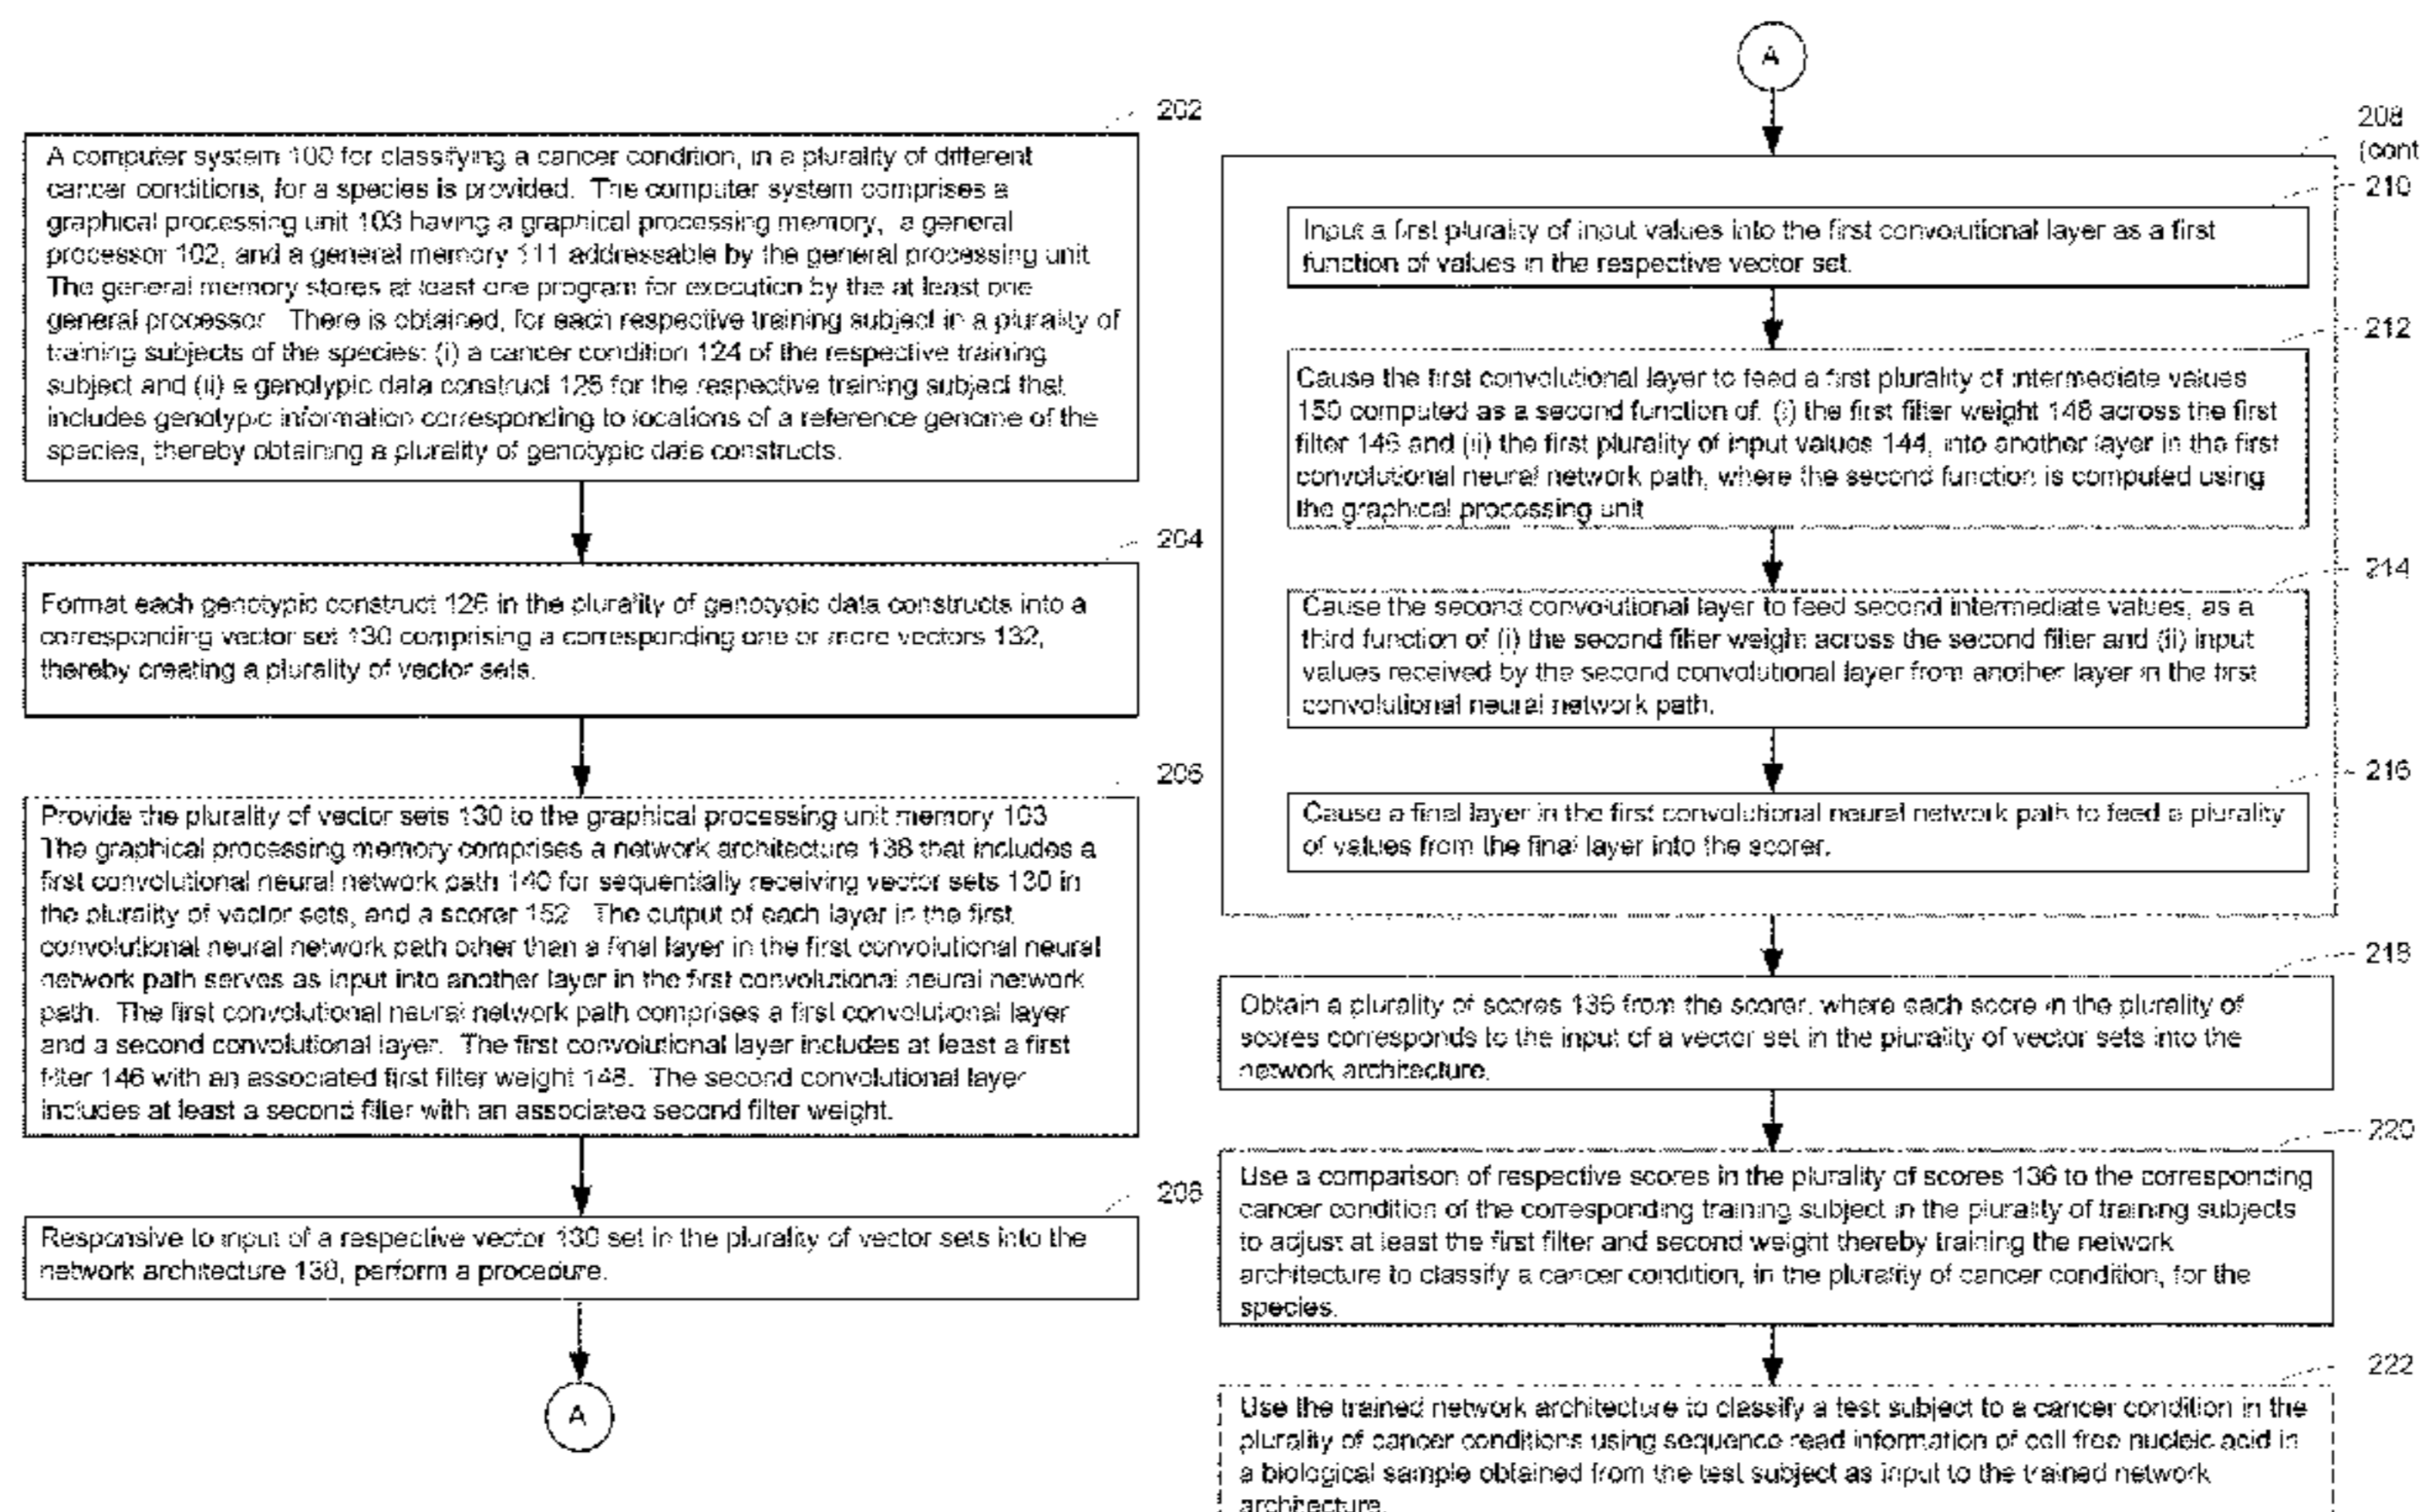 202
A computer system 100 for classifying a cancer condition, in a plurality of different
cancer conditions, for a species is provided. The computer system comprises a
graphical processing unit 103 having a graphical processing memory, a general
processor 102, and a general memory 111 addressable by the general processing unit
The general memory stores at least one program for execution by the at least one
general processor There is obtained, for each respective training subject in a plurality of
training subjects of the species: (i) a cancer condition 124 of the respective training
subject and (ii) a genotypic data construct for the respective training subject that
includes genotypic information corresponding to locations of a reference genome of the
species, thereby obtaining a plurality of genotypic data constructs.
204
Format each genotypic construct 126 in the plurality of genotypic data constructs into a
corresponding vector set 130 comprising a corresponding one or more vectors 132,
thereby creating a plurality of vector sets.
206
Provide the plurality of vector sets 130 to the graphical processing unit memory 103
The graphical processing memory comprises a network architecture 138 that includes a
first convolutional neural network path 140 for sequentially receiving vector sets 130 in
the plurality of vector sets, and a scorer 152 The output of each layer in the first
convolutional neural network path other than a final layer in the first convolutional neural
network path serves as input into another layer in the first convolutional neural network
path. The first convolutional neural network path comprises a first convolutional layer
and a second convolutional layer. The first convolutional layer includes at least a first
filter 146 with an associated first filter weight 148. The second convolutional layer
includes at least a second filter with an associated second filter weight.
208
Responsive to input of a respective vector 130 set in the plurality of vector sets into the
network architecture 138, perform a procedure.
A
A
208
(cont
210
Input a first plurality of input values into the first convolutional layer as a first
function of values in the respective vector set.
212
Cause the first convolutional layer to feed a first plurality of intermediate values
150 computed as a second function of (i) the first filter weight 148 across the first
filter 146 and (ii) the first plurality of input values 144, into another layer in the first
convolutional neural network path, where the second function is computed using
the graphical processing unit
214
Cause the second convolutional layer to feed second intermediate values, as a
third function of (i) the second filter weight across the second filter and (ii) input
values received by the second convolutional layer from another layer in the first
convolutional neural network path.
216
Cause a final layer in the first convolutional neural network path to feed a plurality
of values from the final layer into the scorer.
218
Obtain a plurality of scores 136 from the scorer, where each score in the plurality of
scores corresponds to the input of a vector set in the plurality of vector sets into the
network architecture.
220
Use a comparison of respective scores in the plurality of scores 136 to the corresponding
cancer condition of the corresponding training subject in the plurality of training subjects
to adjust at least the first filter and second weight thereby training the network
architecture to classify a cancer condition, in the plurality of cancer condition, for the
species.
222
Use the trained network architecture to classify a test subject to a cancer condition in the
plurality of cancer conditions using sequence read information of cell free nucleic acid in
a biological sample obtained from the test subject as input to the trained network
architecture.